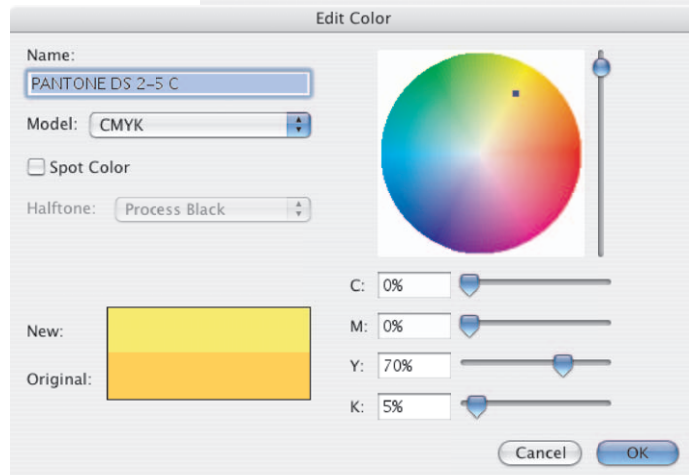 Edit Color
Name:
PANTONE DS 2–5 C
Model: CMYK
Spot Color
Halftone: Process Black
New:
Original:
C: 0%
M: 0%
Y: 70%
K: 5%
Cancel OK